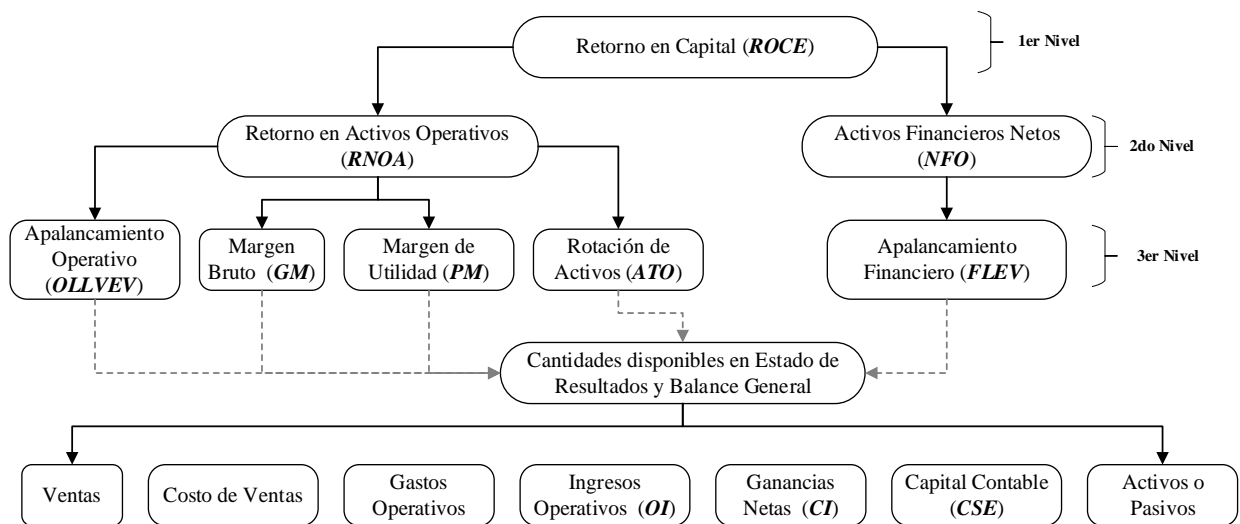 Retorno en Capital (ROCE)
1er Nivel
Retorno en Activos Operativos
(RNOA)
Activos Financieros Netos
(NFO)
2do Nivel
Apalancamiento
Operativo
(OLLVEV)
Margen
Bruto (GM)
Margen de
Utilidad (PM)
Rotación de
Activos (ATO)
Apalancamiento
Financiero (FLEV)
3er Nivel
Cantidades disponibles en Estado de
Resultados y Balance General
Ventas
Costo de Ventas
Gastos
Operativos
Ingresos
Operativos (OI)
Ganancias
Netas (CI)
Capital Contable
(CSE)
Activos o
Pasivos